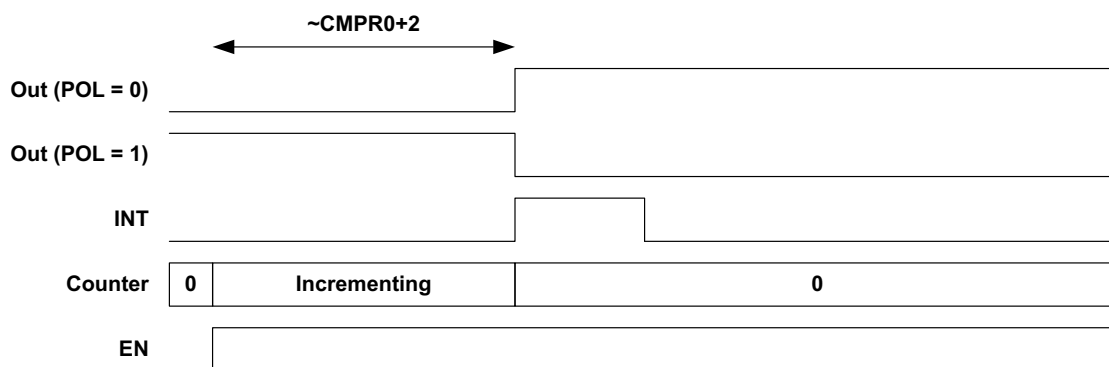 ~CMPR0+2
Out (POL = 0)
Out (POL = 1)
INT
Counter 0 Incrementing 0
EN